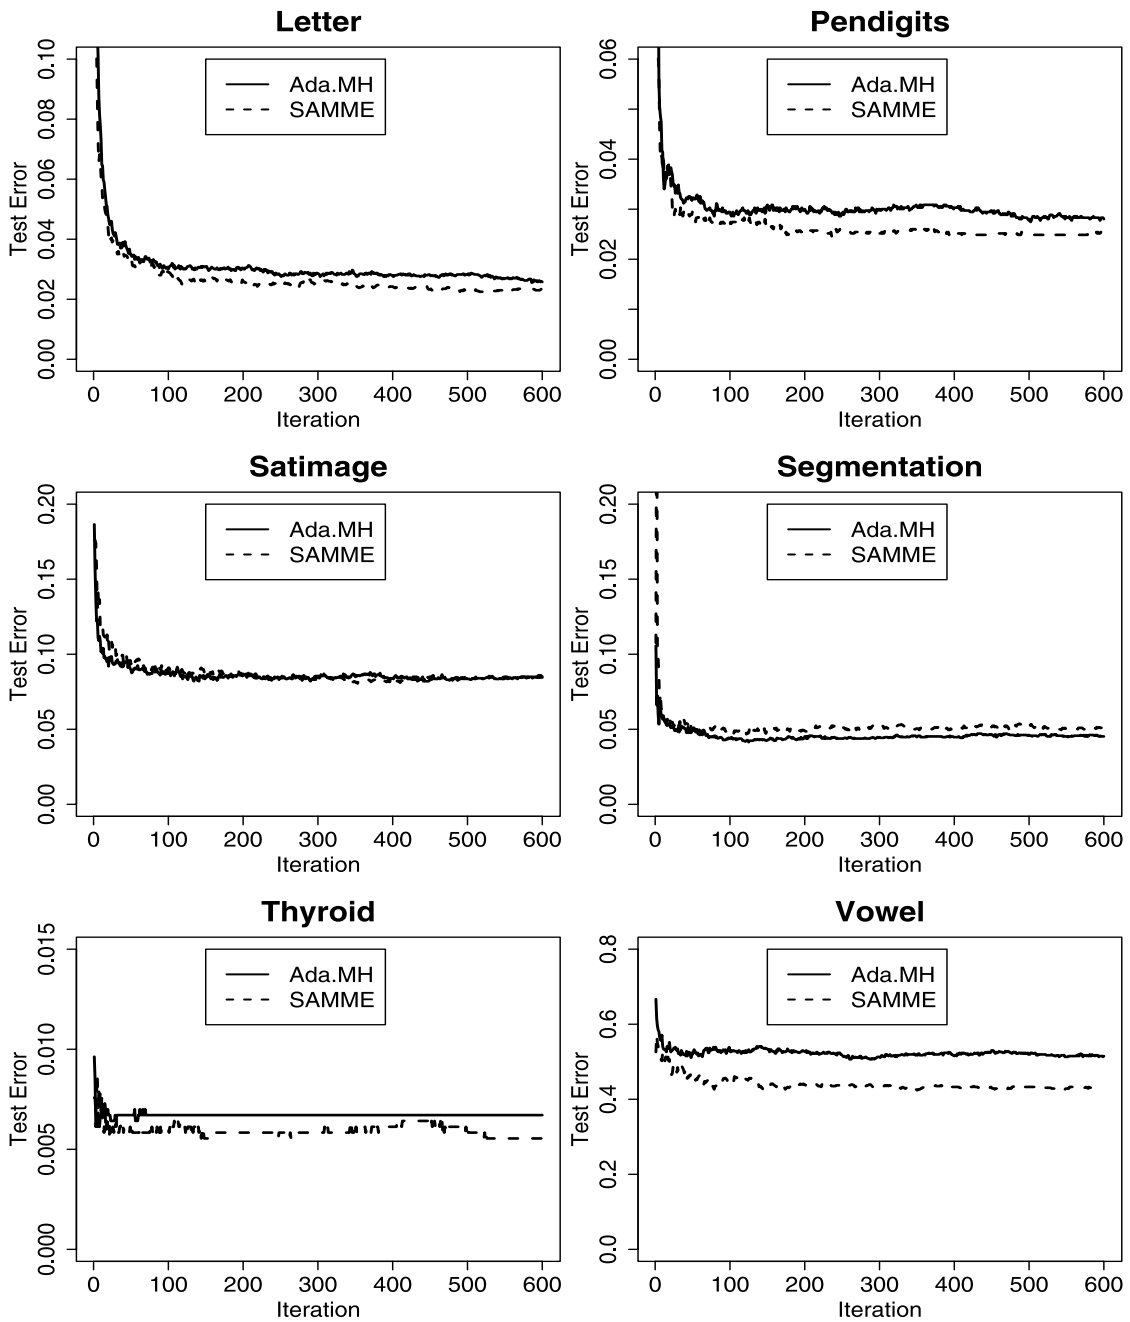 Letter
Test Error
0.10
0.08
0.06
0.04
0.02
0.00
Ada.MH
SAMME
0 100 200 300 400 500 600
Iteration
Pendigits
Test Error
0.06
0.04
0.02
0.00
Ada.MH
SAMME
0 100 200 300 400 500 600
Iteration
Satimage
Test Error
0.20
0.15
0.10
0.05
0.00
Ada.MH
SAMME
0 100 200 300 400 500 600
Iteration
Segmentation
Test Error
0.20
0.15
0.10
0.05
0.00
Ada.MH
SAMME
0 100 200 300 400 500 600
Iteration
Thyroid
Test Error
0.015
0.010
0.005
0.000
Ada.MH
SAMME
0 100 200 300 400 500 600
Iteration
Vowel
Test Error
0.8
0.6
0.4
0.2
0.0
Ada.MH
SAMME
0 100 200 300 400 500 600
Iteration